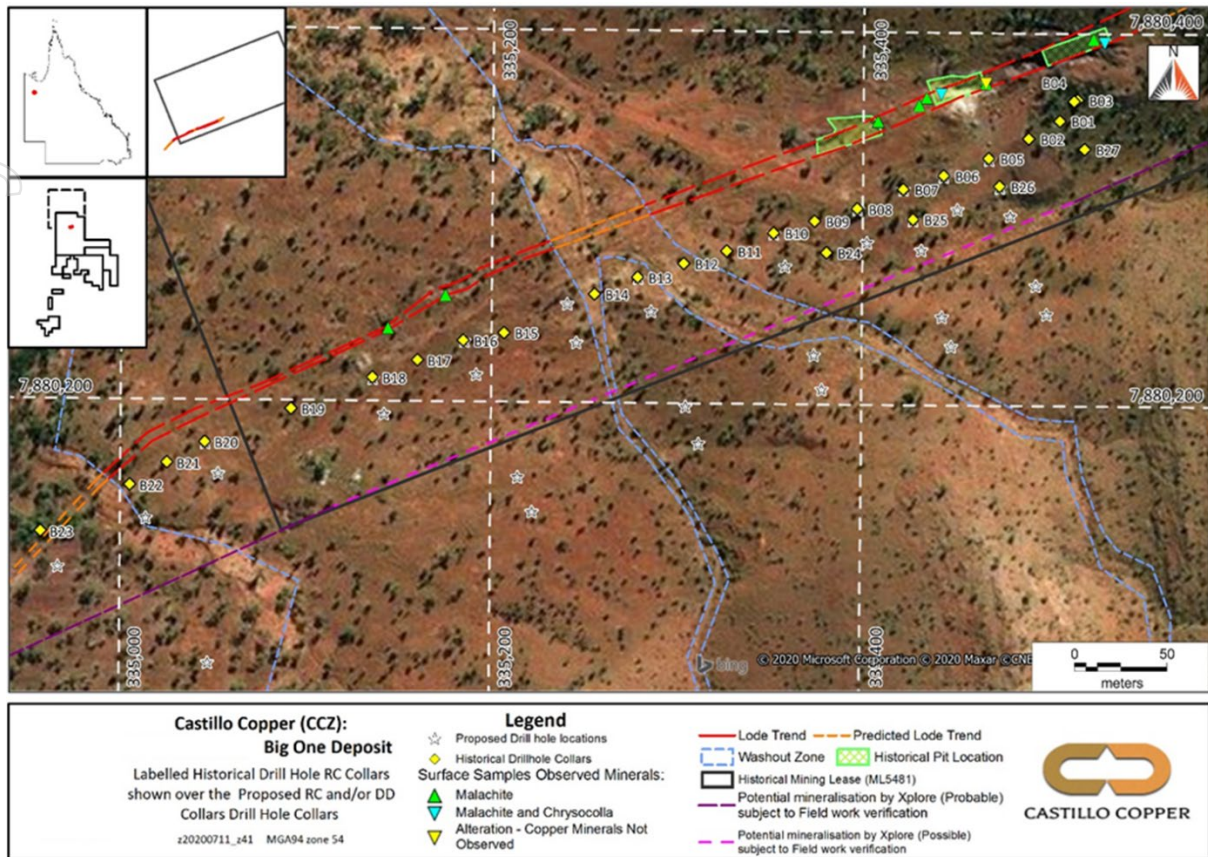 7,880,400
335,200
335,400
N
B04
B03
B01
B02
B27
B05
B06
B26
B07
B08
B25
B09
B10
B24
B11
B12
B13
B14
B15
B16
B17
B18
7,880,200
7,880,200
B19
B20
B21
B22
B23
335,000
335,200
335,400
bing © 2020 Microsoft Corporation © 2020 Maxar ©CNE
0 50
meters
Castillo Copper (CCZ):
Big One Deposit
Labelled Historical Drill Hole RC Collars
shown over the Proposed RC and/or DD
Collars Drill Hole Collars
z20200711_z41 MGA94 zone 54
Legend
Proposed Drill hole locations
Historical Drillhole Collars
Surface Samples Observed Minerals:
Malachite
Malachite and Chrysocolla
Alteration - Copper Minerals Not
Observed
Lode Trend
Predicted Lode Trend
Washout Zone
Historical Pit Location
Historical Mining Lease (ML5481)
Potential mineralisation by Xplore (Probable)
subject to Field work verification
Potential mineralisation by Xplore (Possible)
subject to Field work verification
CASTILLO COPPER